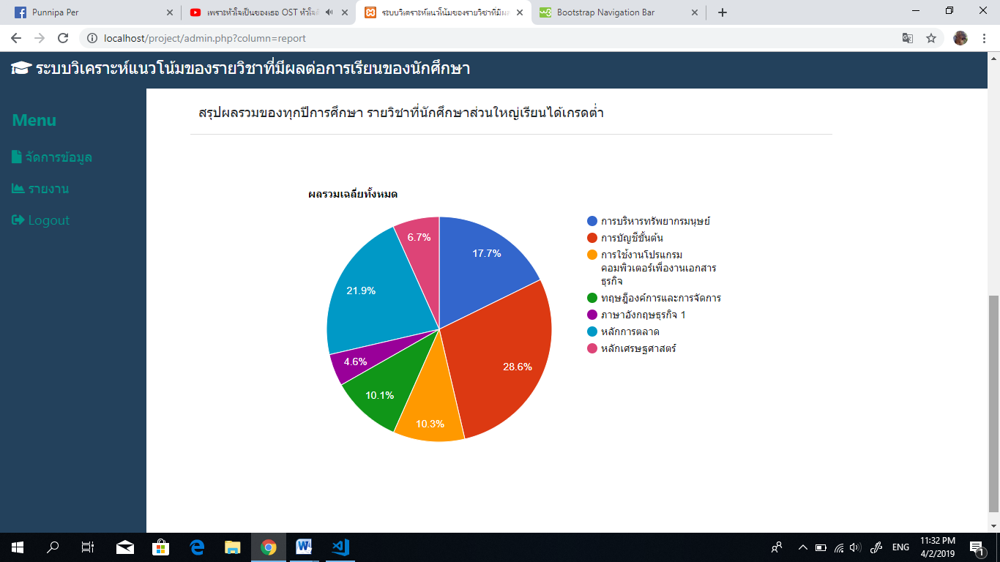 Punnipa Per
เพราะหัวใจเป็นของเธอ OST
ระบบวิเคราะห์แนวโน้มของรายวิชาที่มีผล
Bootstrap Navigation Bar
localhost/project/admin.php?column=report
ระบบวิเคราะห์แนวโน้มของรายวิชาที่มีผลต่อการเรียนของนักศึกษา
Menu
จัดการข้อมูล
รายงาน
Logout
สรุปผลรวมของทุกปีการศึกษา รายวิชาที่นักศึกษาส่วนใหญ่เรียนได้เกรดต่ำ
ผลรวมเฉลี่ยทั้งหมด
6.7%
17.7%
21.9%
28.6%
4.6%
10.1%
10.3%
การบริหารทรัพยากรมนุษย์
การบัญชีขั้นต้น
การใช้งานโปรแกรม
คอมพิวเตอร์เพื่องานเอกสาร
ธุรกิจ
ทฤษฎีองค์การและการจัดการ
ภาษาอังกฤษธุรกิจ 1
หลักการตลาด
หลักเศรษฐศาสตร์
ENG
11:32 PM
4/2/2019
1